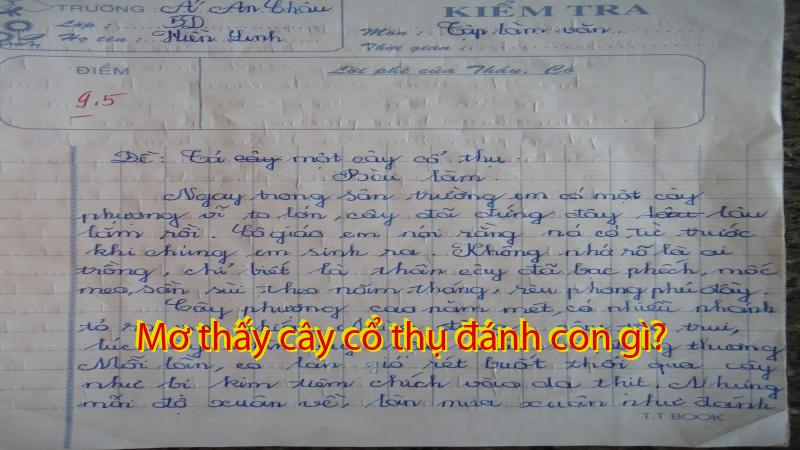 TRƯỜNG : A An Châu
KIỂM TRA
Lớp : 5D
Môn : Tập làm văn
Họ tên : Hiền Linh
Thời gian :
ĐIỂM
Lời phê của Thầy, Cô
9.5
Đề : Tả cây một cây cổ thụ.
Bài làm.
Ngay trong sân trường em có một cây
phượng vĩ to lớn, cây đã đứng đây lâu
lắm rồi. Cô giáo em nói rằng nó có từ trước
khi chúng em sinh ra. Không nhớ rõ là ai
trồng, chỉ biết là thân cây đã bạc phếch, mốc
meo, sần sùi theo năm tháng, rêu phong phủ đầy.
Cây phượng cao năm mét, có nhiều nhánh
tỏ trui,
Mơ thấy cây cổ thụ đánh con gì?
lúc thương
Mỗi lần, có làn gió rét buốt thổi qua cây
như bị kim tiêm chích vào da thịt. Nhưng
mỗi độ xuân về, làn mưa xuân như đánh
T.T BOOK